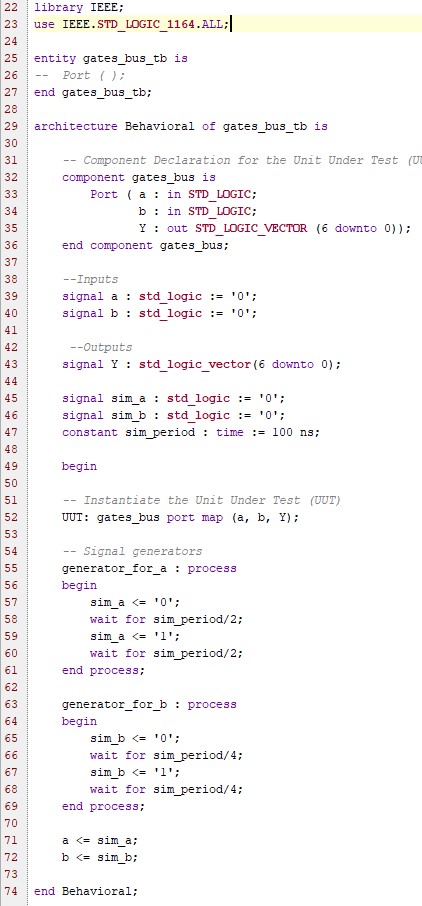 22 library IEEE;
23 use IEEE.STD_LOGIC_1164.ALL;
24
25 entity gates_bus_tb is
26 -- Port ( );
27 end gates_bus_tb;
28
29 architecture Behavioral of gates_bus_tb is
30
31 -- Component Declaration for the Unit Under Test (UU
32 component gates_bus is
33 Port ( a : in STD_LOGIC;
34 b : in STD_LOGIC;
35 Y : out STD_LOGIC_VECTOR (6 downto 0));
36 end component gates_bus;
37
38 --Inputs
39 signal a : std_logic := '0';
40 signal b : std_logic := '0';
41
42 --Outputs
43 signal Y : std_logic_vector(6 downto 0);
44
45 signal sim_a : std_logic := '0';
46 signal sim_b : std_logic := '0';
47 constant sim_period : time := 100 ns;
48
49 begin
50
51 -- Instantiate the Unit Under Test (UUT)
52 UUT: gates_bus port map (a, b, Y);
53
54 -- Signal generators
55 generator_for_a : process
56 begin
57 sim_a <= '0';
58 wait for sim_period/2;
59 sim_a <= '1';
60 wait for sim_period/2;
61 end process;
62
63 generator_for_b : process
64 begin
65 sim_b <= '0';
66 wait for sim_period/4;
67 sim_b <= '1';
68 wait for sim_period/4;
69 end process;
70
71 a <= sim_a;
72 b <= sim_b;
73
74 end Behavioral;